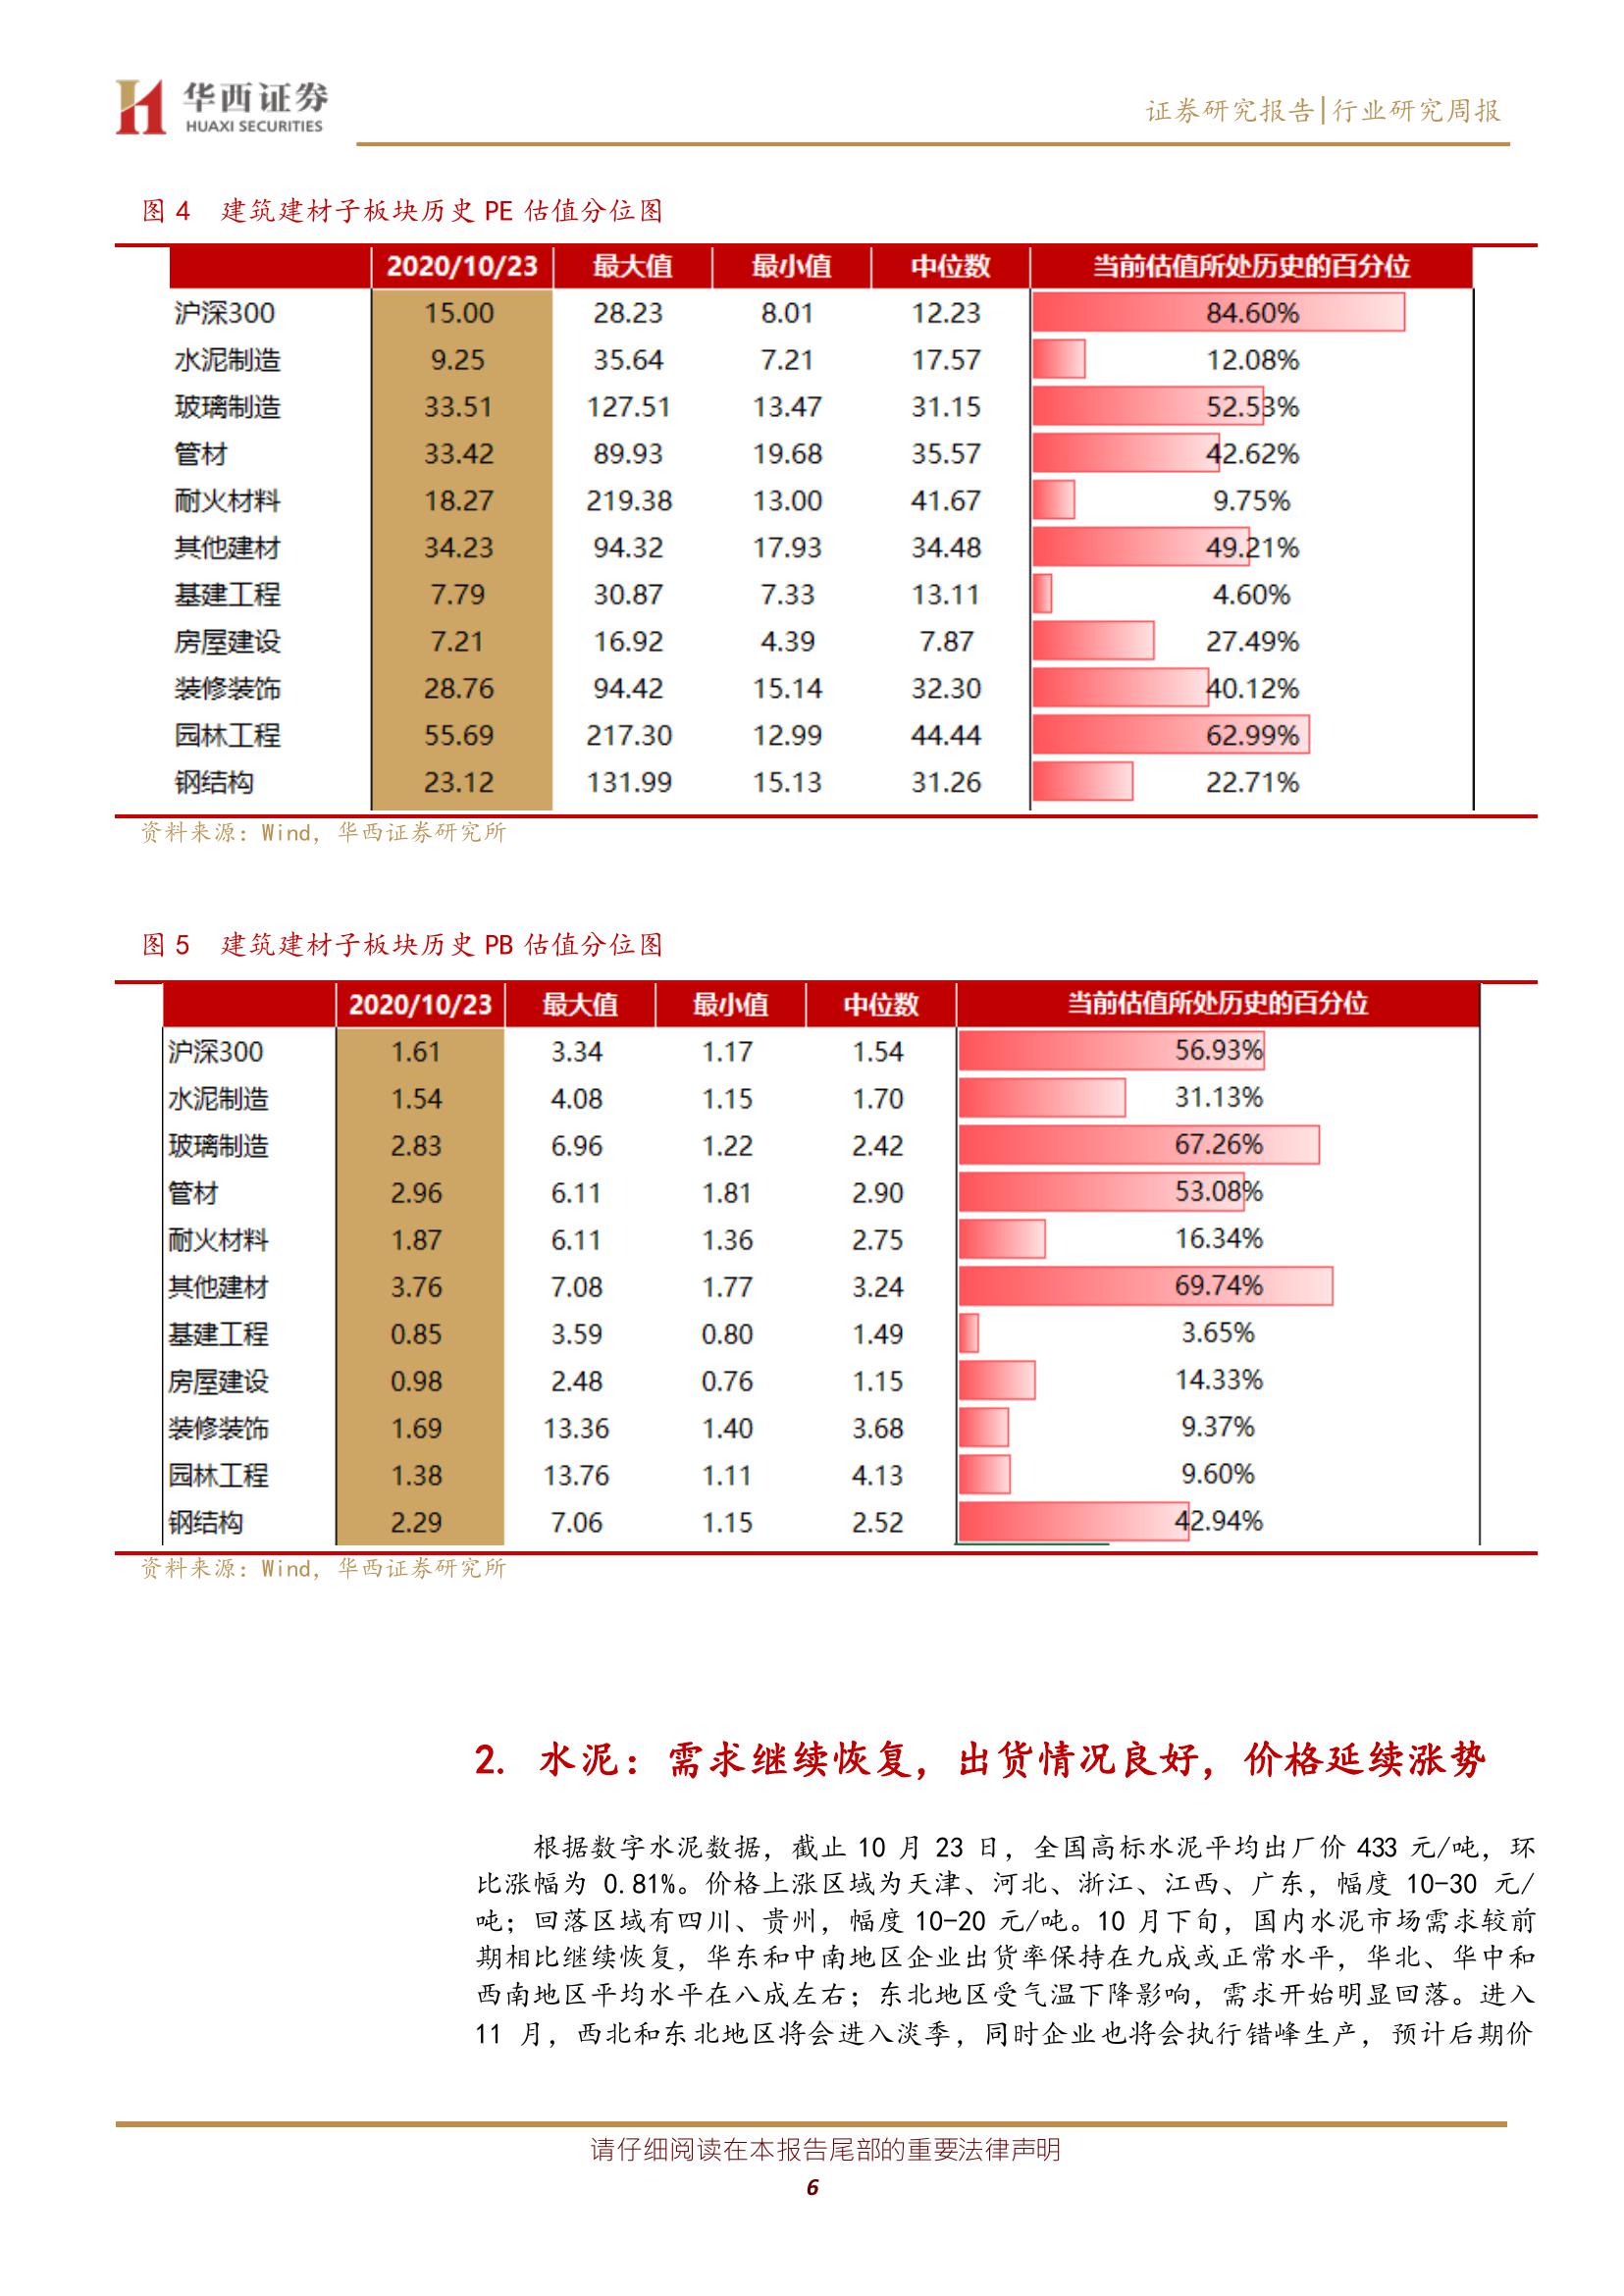 华西证券
HUAXI SECURITIES
证券研究报告|行业研究周报
图 4 建筑建材子板块历史 PE 估值分位图
2020/10/23 最大值 最小值 中位数 当前估值所处历史的百分位
沪深300 15.00 28.23 8.01 12.23 84.60%
水泥制造 9.25 35.64 7.21 17.57 12.08%
玻璃制造 33.51 127.51 13.47 31.15 52.53%
管材 33.42 89.93 19.68 35.57 42.62%
耐火材料 18.27 219.38 13.00 41.67 9.75%
其他建材 34.23 94.32 17.93 34.48 49.21%
基建工程 7.79 30.87 7.33 13.11 4.60%
房屋建设 7.21 16.92 4.39 7.87 27.49%
装修装饰 28.76 94.42 15.14 32.30 40.12%
园林工程 55.69 217.30 12.99 44.44 62.99%
钢结构 23.12 131.99 15.13 31.26 22.71%
资料来源：Wind，华西证券研究所
图 5 建筑建材子板块历史 PB 估值分位图
2020/10/23 最大值 最小值 中位数 当前估值所处历史的百分位
沪深300 1.61 3.34 1.17 1.54 56.93%
水泥制造 1.54 4.08 1.15 1.70 31.13%
玻璃制造 2.83 6.96 1.22 2.42 67.26%
管材 2.96 6.11 1.81 2.90 53.08%
耐火材料 1.87 6.11 1.36 2.75 16.34%
其他建材 3.76 7.08 1.77 3.24 69.74%
基建工程 0.85 3.59 0.80 1.49 3.65%
房屋建设 0.98 2.48 0.76 1.15 14.33%
装修装饰 1.69 13.36 1.40 3.68 9.37%
园林工程 1.38 13.76 1.11 4.13 9.60%
钢结构 2.29 7.06 1.15 2.52 42.94%
资料来源：Wind，华西证券研究所
2. 水泥：需求继续恢复，出货情况良好，价格延续涨势
根据数字水泥数据，截止 10 月 23 日，全国高标水泥平均出厂价 433 元/吨，环
比涨幅为 0.81%。价格上涨区域为天津、河北、浙江、江西、广东，幅度 10-30 元/
吨；回落区域有四川、贵州，幅度 10-20 元/吨。10 月下旬，国内水泥市场需求较前
期相比继续恢复，华东和中南地区企业出货率保持在九成或正常水平，华北、华中和
西南地区平均水平在八成左右；东北地区受气温下降影响，需求开始明显回落。进入
11 月，西北和东北地区将会进入淡季，同时企业也将会执行错峰生产，预计后期价
请仔细阅读在本报告尾部的重要法律声明
6